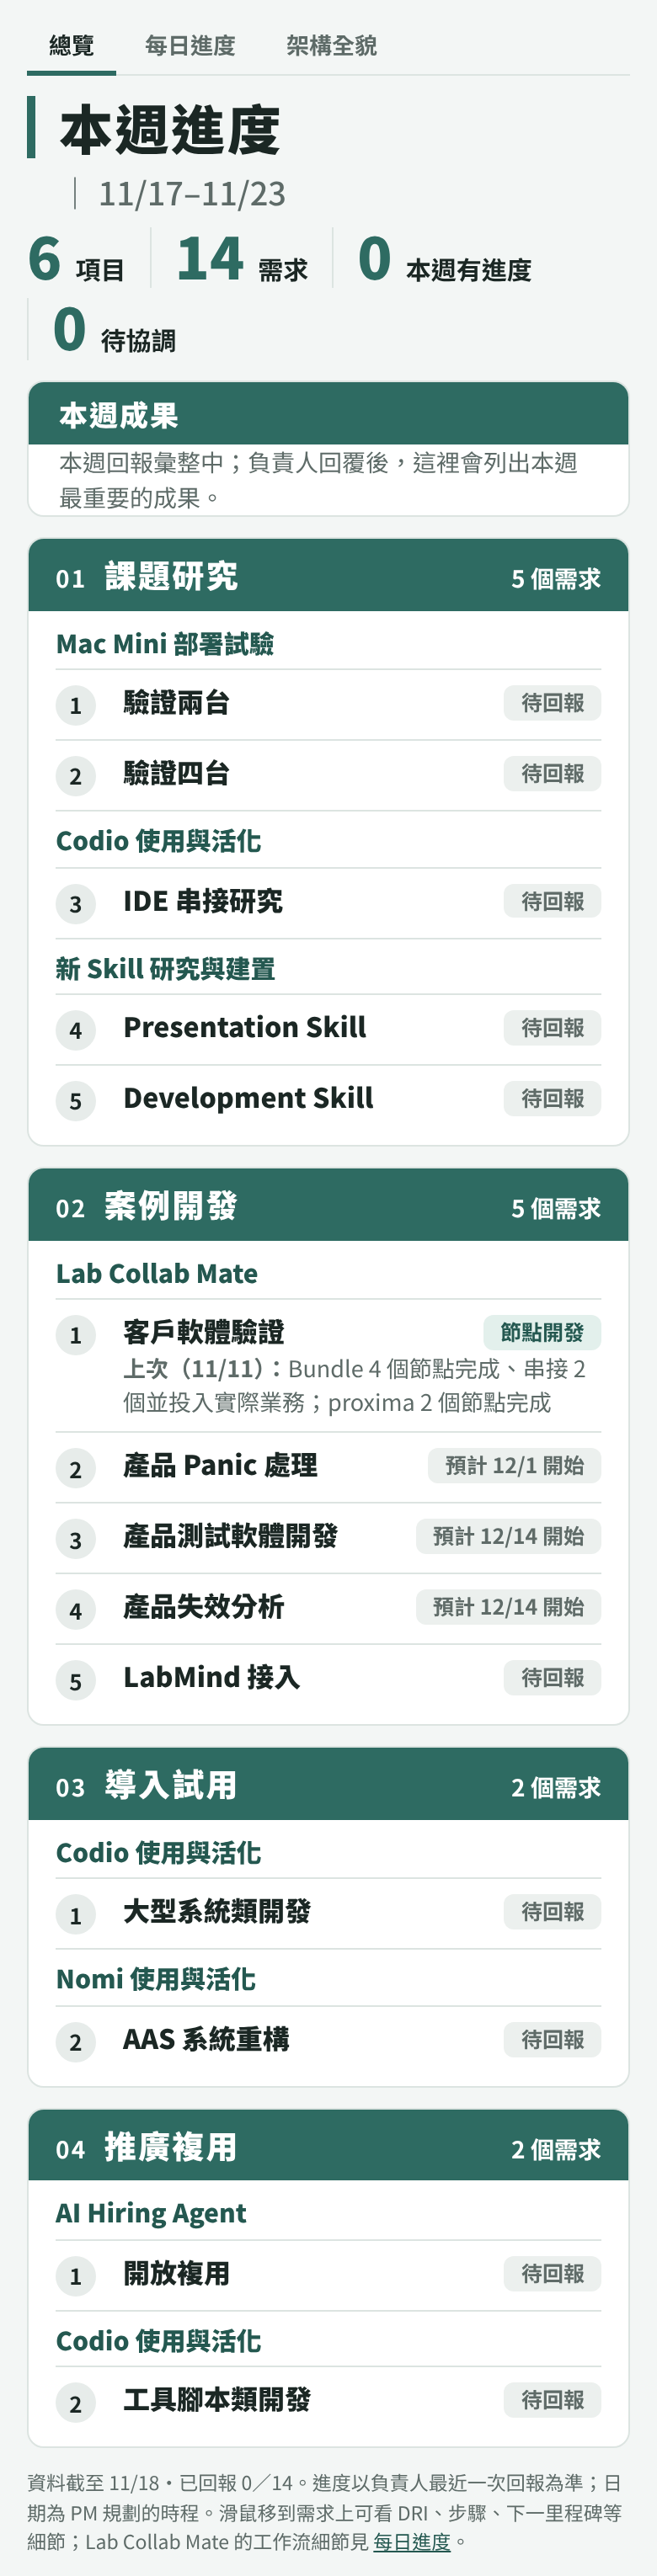 總覽 每日進度 架構全貌
本週進度
｜ 11/17–11/23
6 項目 14 需求 0 本週有進度
0 待協調
本週成果
本週回報彙整中；負責人回覆後，這裡會列出本週
最重要的成果。
01 課題研究 5 個需求
Mac Mini 部署試驗
1 驗證兩台 待回報
2 驗證四台 待回報
Codio 使用與活化
3 IDE 串接研究 待回報
新 Skill 研究與建置
4 Presentation Skill 待回報
5 Development Skill 待回報
02 案例開發 5 個需求
Lab Collab Mate
1 客戶軟體驗證 節點開發
上次（11/11）：Bundle 4 個節點完成、串接 2
個並投入實際業務；proxima 2 個節點完成
2 產品 Panic 處理 預計 12/1 開始
3 產品測試軟體開發 預計 12/14 開始
4 產品失效分析 預計 12/14 開始
5 LabMind 接入 待回報
03 導入試用 2 個需求
Codio 使用與活化
1 大型系統類開發 待回報
Nomi 使用與活化
2 AAS 系統重構 待回報
04 推廣複用 2 個需求
AI Hiring Agent
1 開放複用 待回報
Codio 使用與活化
2 工具腳本類開發 待回報
資料截至 11/18・已回報 0／14。進度以負責人最近一次回報為準；日
期為 PM 規劃的時程。滑鼠移到需求上可看 DRI、步驟、下一里程碑等
細節；Lab Collab Mate 的工作流細節見 每日進度。